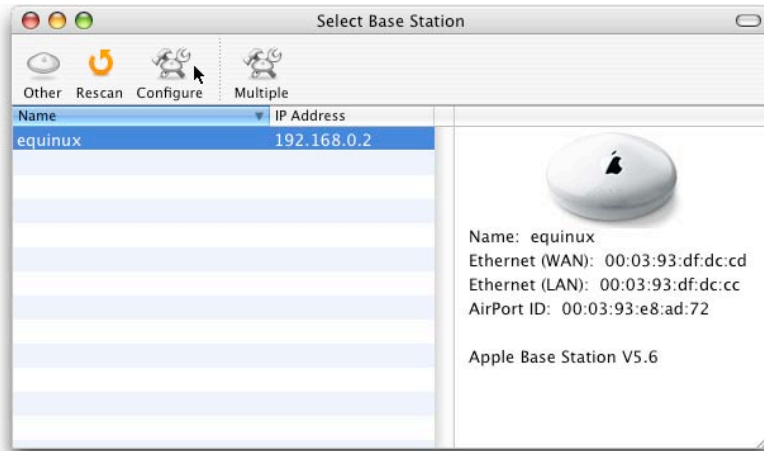 Select Base Station
Other Rescan Configure Multiple
Name IP Address
equinux 192.168.0.2
Name: equinux
Ethernet (WAN): 00:03:93:df:dc:cd
Ethernet (LAN): 00:03:93:df:dc:cc
AirPort ID: 00:03:93:e8:ad:72
Apple Base Station V5.6